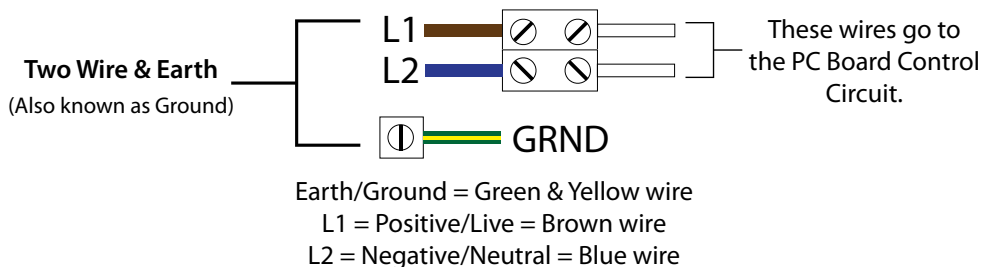 L1
L2
Two Wire & Earth
(Also known as Ground)
These wires go to
the PC Board Control
Circuit.
GRND
Earth/Ground = Green & Yellow wire
L1 = Positive/Live = Brown wire
L2 = Negative/Neutral = Blue wire